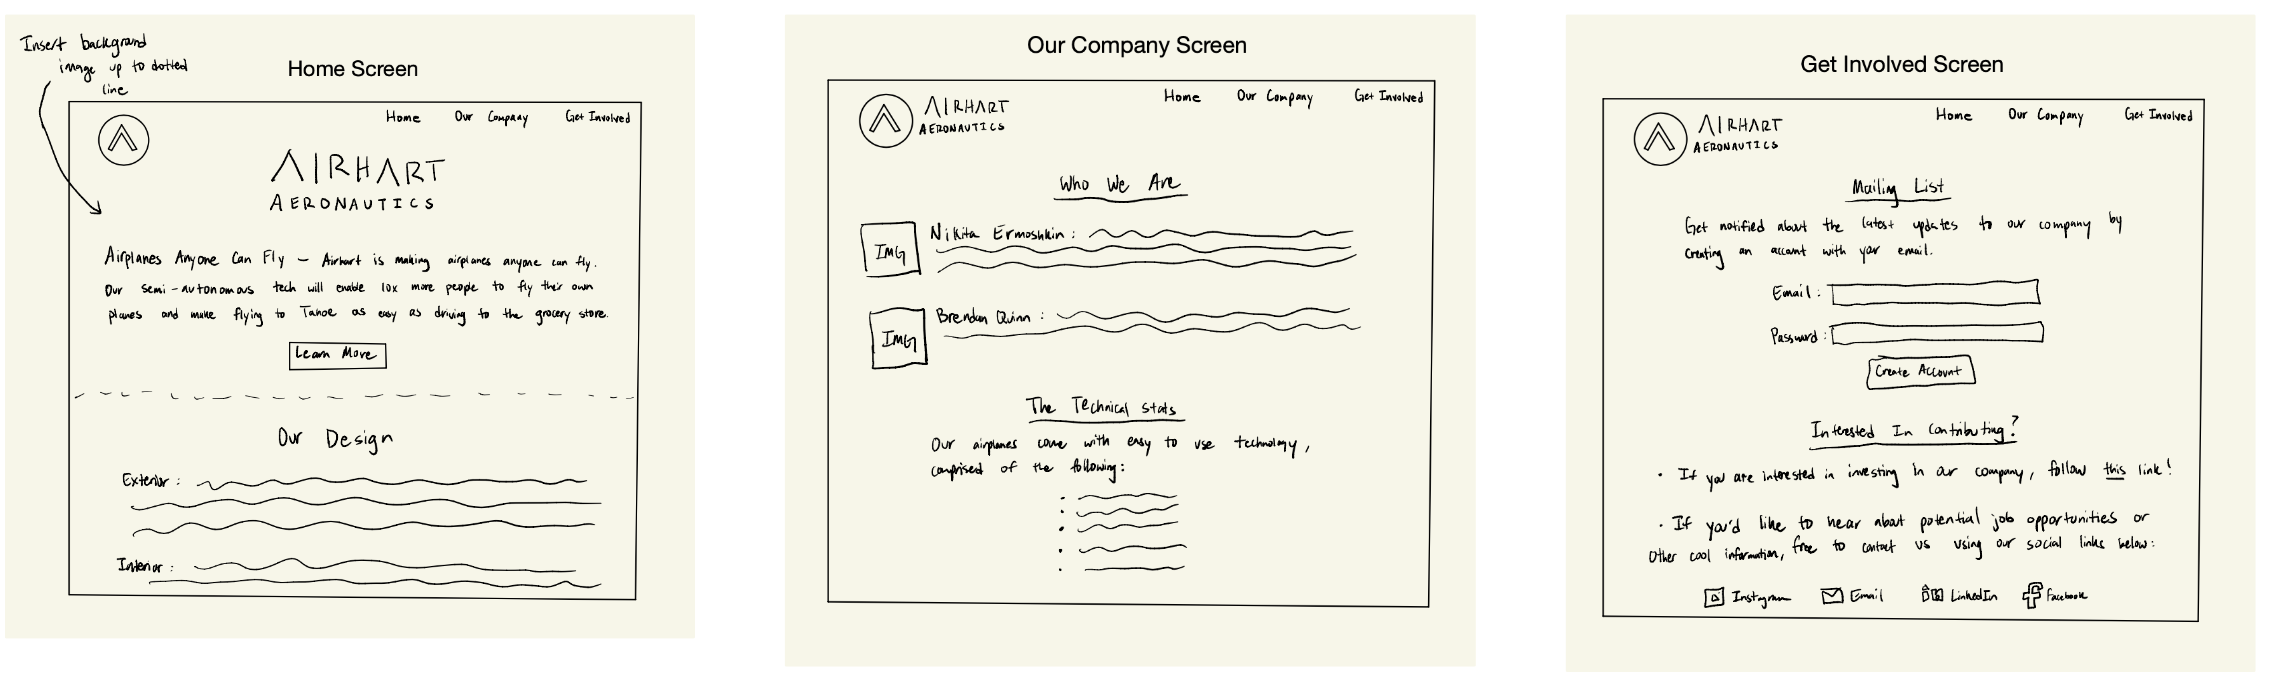 Insert background
image up to dotted
line
Home Screen
Home Our Company Get Involved
AIRHART
AERONAUTICS
Airplanes Anyone Can Fly – Airhart is making airplanes anyone can fly.
Our semi-autonomous tech will enable 10x more people to fly their own
planes and make flying to Tahoe as easy as driving to the grocery store.
Learn More
Our Design
Exterior :
Interior :
Our Company Screen
AIRHART
AERONAUTICS
Home Our Company Get Involved
Who We Are
IMG
Nikita Ermoshkin :
IMG
Brendan Quinn :
The Technical Stats
Our airplanes come with easy to use technology,
comprised of the following:
Get Involved Screen
AIRHART
AERONAUTICS
Home Our Company Get Involved
Mailing List
Get notified about the latest updates to our company by
creating an account with your email.
Email :
Password :
Create Account
Interested In Contributing?
• If you are interested in investing in our company, follow this link!
• If you'd like to hear about potential job opportunities or
other cool information, free to contact us using our social links below:
Instagram Email LinkedIn Facebook